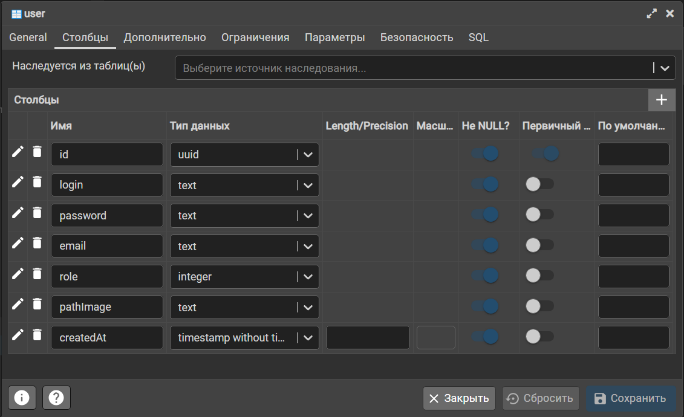 user
General Столбцы Дополнительно Ограничения Параметры Безопасность SQL
Наследуется из таблиц(ы) Выберите источник наследования...
Столбцы
Имя Тип данных Length/Precision Масш... Не NULL? Первичный ... По умолчан...
id uuid
login text
password text
email text
role integer
pathImage text
createdAt timestamp without ti...
Закрыть Сбросить Сохранить